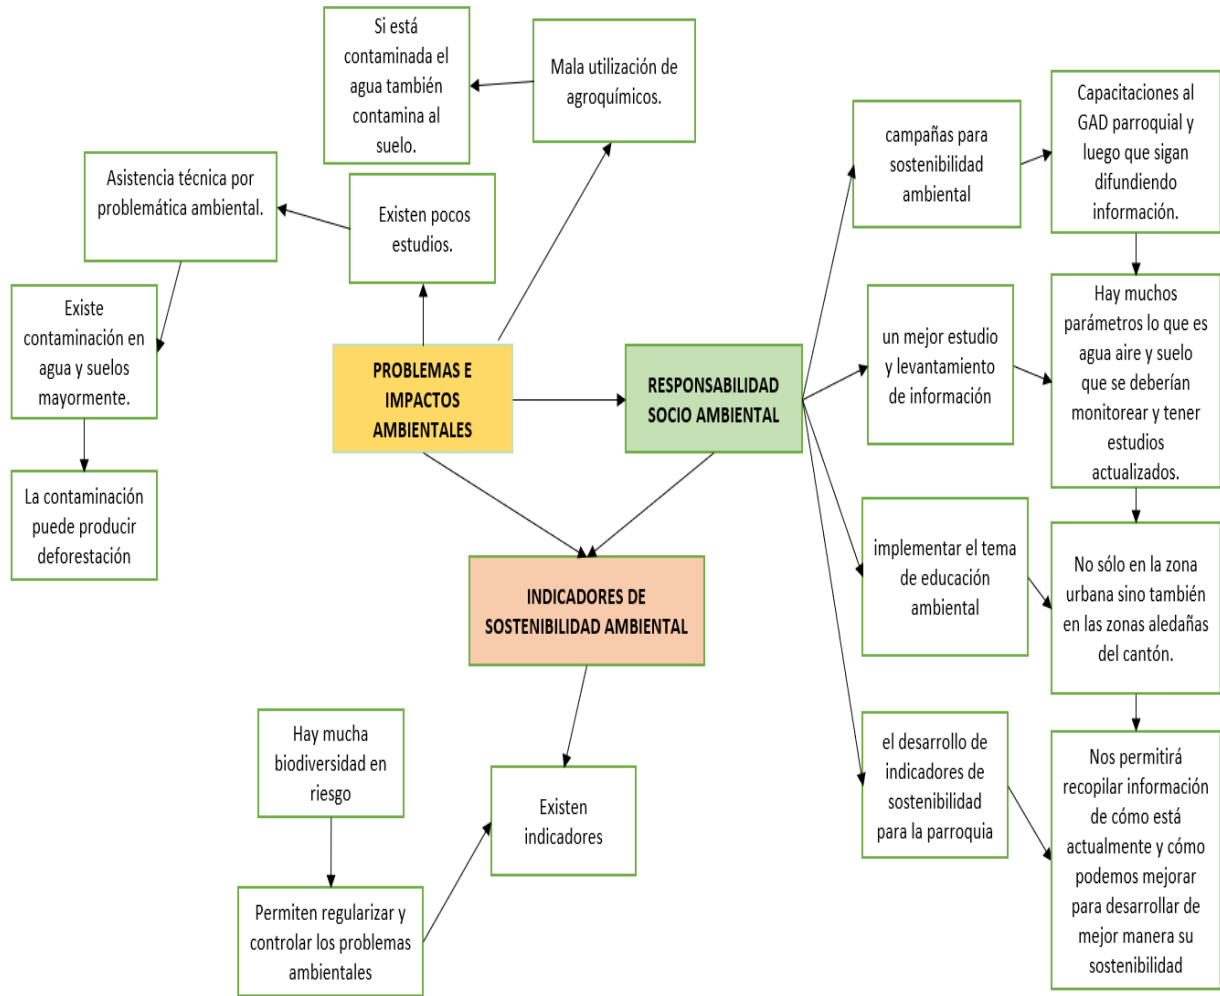 Si está
contaminada el
agua también
contamina al
suelo.
Mala utilización de
agroquímicos.
Asistencia técnica por
problemática ambiental.
Existen pocos
estudios.
Existe
contaminación en
agua y suelos
mayormente.
La contaminación
puede producir
deforestación
PROBLEMAS E
IMPACTOS
AMBIENTALES
RESPONSABILIDAD
SOCIO AMBIENTAL
INDICADORES DE
SOSTENIBILIDAD AMBIENTAL
Hay mucha
biodiversidad en
riesgo
Permiten regularizar y
controlar los problemas
ambientales
Existen
indicadores
campañas para
sostenibilidad
ambiental
Capacitaciones al
GAD parroquial y
luego que sigan
difundiendo
información.
un mejor estudio
y levantamiento
de información
Hay muchos
parámetros lo que es
agua aire y suelo
que se deberían
monitorear y tener
estudios
actualizados.
implementar el tema
de educación
ambiental
No sólo en la zona
urbana sino también
en las zonas aledañas
del cantón.
el desarrollo de
indicadores de
sostenibilidad
para la parroquia
Nos permitirá
recopilar información
de cómo está
actualmente y cómo
podemos mejorar
para desarrollar de
mejor manera su
sostenibilidad